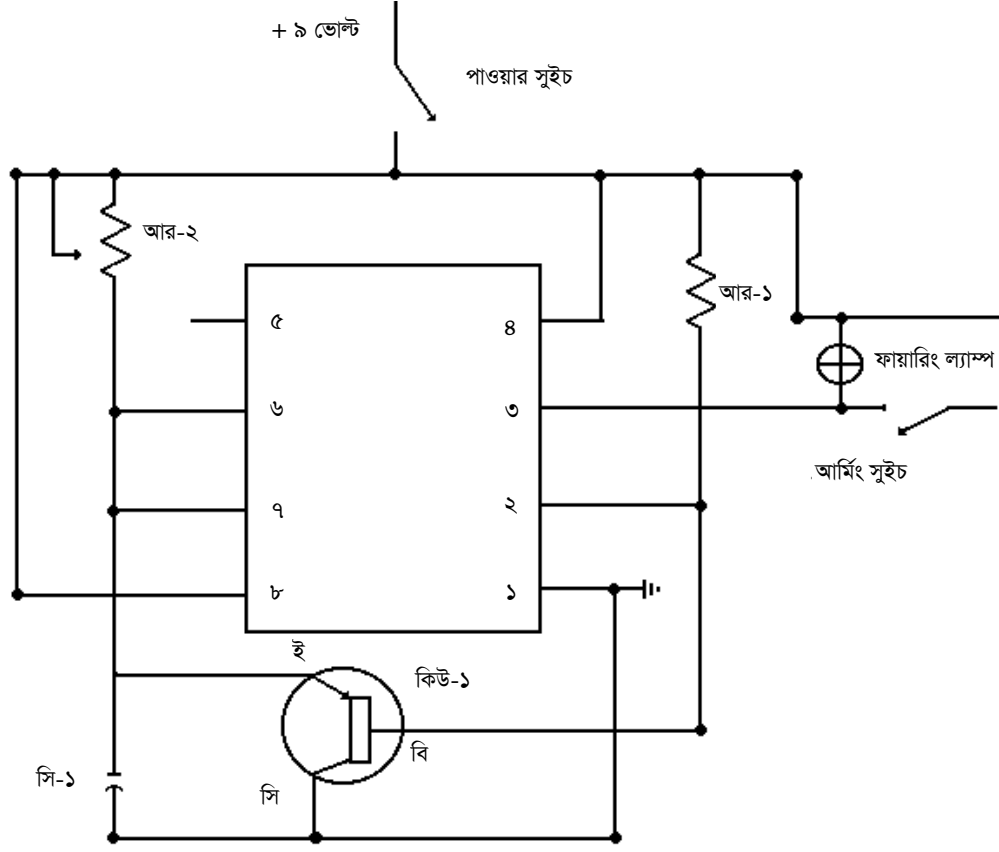 + ৯ ভোল্ট
পাওয়ার সুইচ
আর-২
আর-১
৫
৪
ফায়ারিং ল্যাম্প
৬
৩
আর্মিং সুইচ
৭
২
৮
১
ই
কিউ-১
বি
সি-১
সি